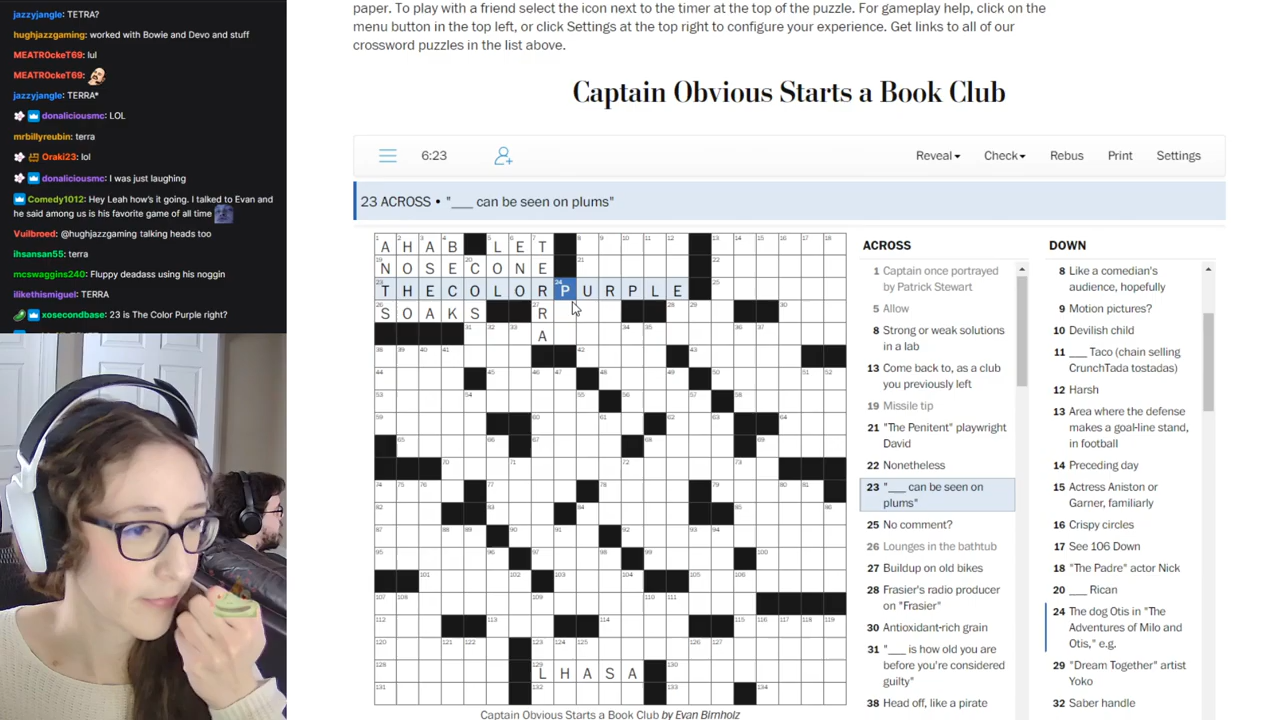 jazzyjangle: TETRA?
hughjazzgaming: worked with Bowie and Devo and stuff
MEATR0ckeT69: lul
MEATR0ckeT69:
jazzyjangle: TERRA*
donaliciousmc: LOL
mrbillyreubin: terra
Oraki23: lol
donaliciousmc: I was just laughing
Comedy1012: Hey Leah how's it going. I talked to Evan and
he said among us is his favorite game of all time
Vuilbroed: @hughjazzgaming talking heads too
ihsansan55: terra
mcswaggins240: Fluffy deadass using his noggin
ilikethismiguel: TERRA
xosecondbase: 23 is The Color Purple right?
paper. To play with a friend select the icon next to the timer at the top of the puzzle. For gameplay help, click on the
menu button in the top left, or click Settings at the top right to configure your experience. Get links to all of our
crossword puzzles in the list above.
Captain Obvious Starts a Book Club
6:23
Reveal
Check
Rebus
Print
Settings
23 ACROSS • "___ can be seen on plums"
A H A B L E T
N O S E C O N E
T H E C O L O R P U R P L E
S O A K S R
A
L H A S A
Captain Obvious Starts a Book Club by Evan Birnholz
ACROSS
1 Captain once portrayed
by Patrick Stewart
5 Allow
8 Strong or weak solutions
in a lab
13 Come back to, as a club
you previously left
19 Missile tip
21 "The Penitent" playwright
David
22 Nonetheless
23 "___ can be seen on
plums"
25 No comment?
26 Lounges in the bathtub
27 Buildup on old bikes
28 Frasier's radio producer
on "Frasier"
30 Antioxidant-rich grain
31 "___ is how old you are
before you're considered
guilty"
38 Head off, like a pirate
DOWN
8 Like a comedian's
audience, hopefully
9 Motion pictures?
10 Devilish child
11 ___ Taco (chain selling
CrunchTada tostadas)
12 Harsh
13 Area where the defense
makes a goal-line stand,
in football
14 Preceding day
15 Actress Aniston or
Garner, familiarly
16 Crispy circles
17 See 106 Down
18 "The Padre" actor Nick
20 ___ Rican
24 The dog Otis in "The
Adventures of Milo and
Otis," e.g.
29 "Dream Together" artist
Yoko
32 Saber handle